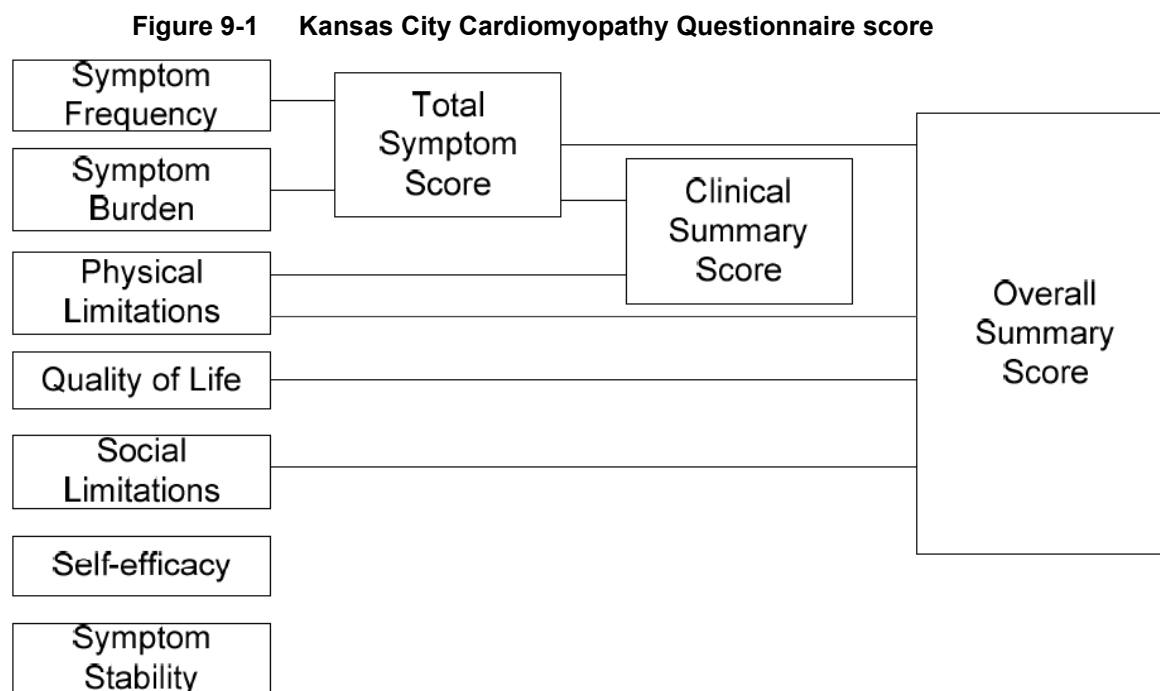 Figure 9-1 Kansas City Cardiomyopathy Questionnaire score
Symptom
Frequency
Symptom
Burden
Physical
Limitations
Quality of Life
Social
Limitations
Self-efficacy
Symptom
Stability
Total
Symptom
Score
Clinical
Summary
Score
Overall
Summary
Score